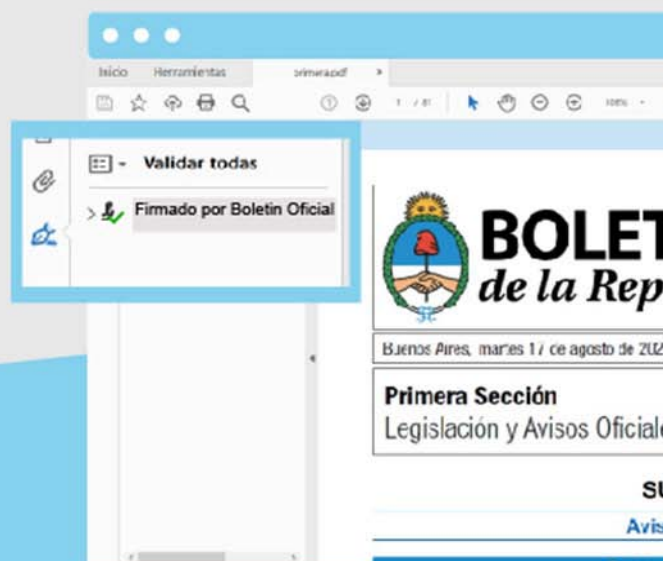 Inicio Herramientas primera.pdf ×
1 / 81
Validar todas
Firmado por Boletin Oficial
BOLET
de la Rep
Buenos Aires, martes 17 de agosto de 202
Primera Sección
Legislación y Avisos Oficiale
SU
Avis